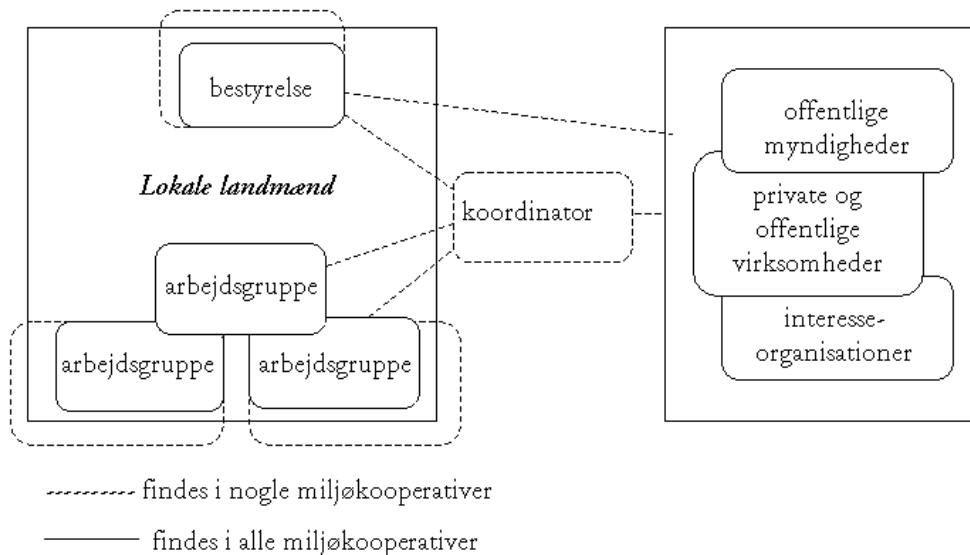 bestyrelse
Lokale landmænd
arbejdsgruppe
arbejdsgruppe
arbejdsgruppe
koordinator
offentlige
myndigheder
private og
offentlige
virksomheder
interesse-
organisationer
findes i nogle miljøkooperativer
findes i alle miljøkooperativer